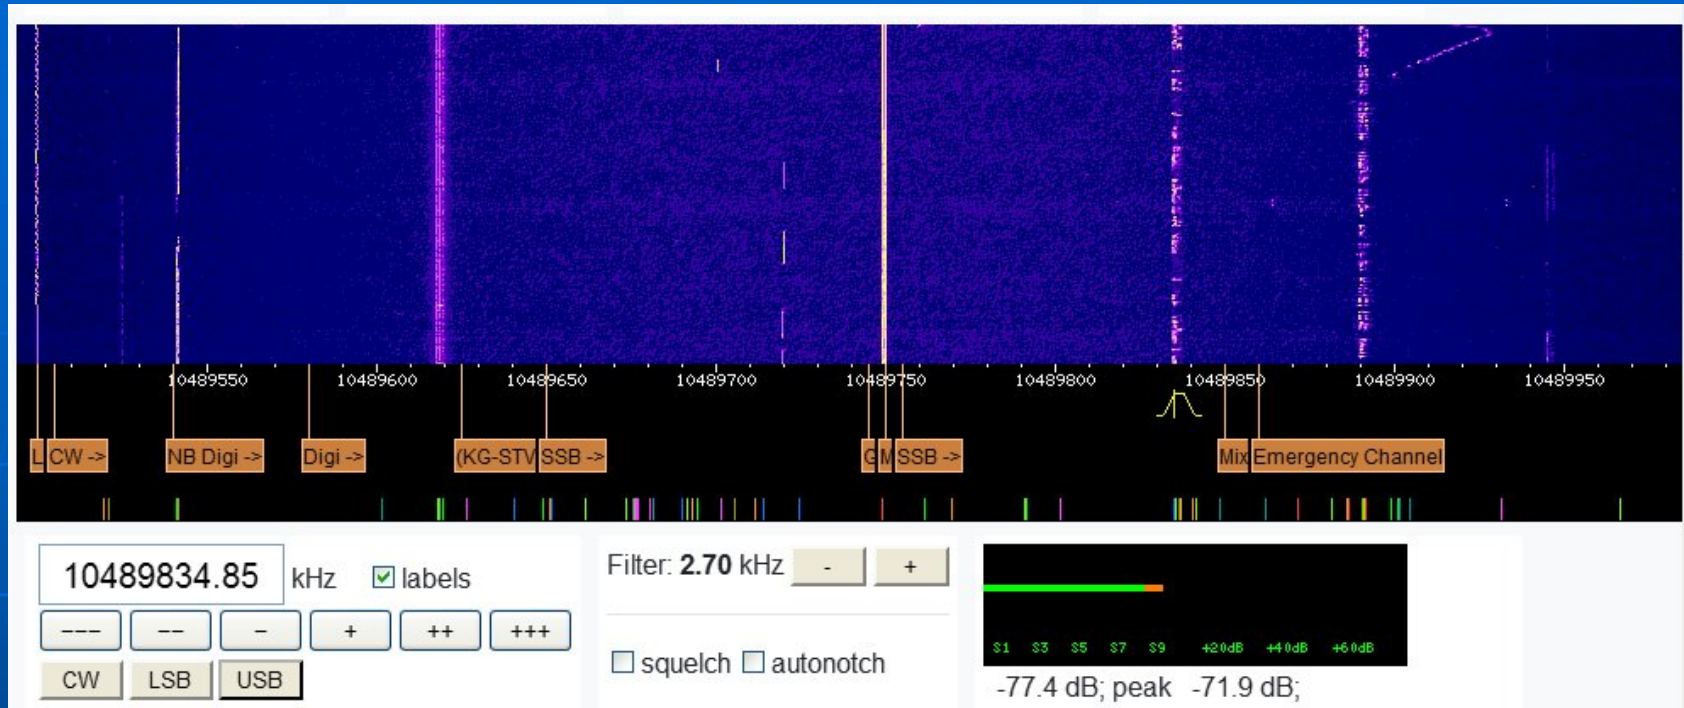 10489550 10489600 10489650 10489700 10489750 10489800 10489850 10489900 10489950
L CW -> NB Digi -> Digi -> (KG-STV SSB -> G M SSB -> Mix Emergency Channel
10489834.85 kHz labels
--- -- - + ++ +++
CW LSB USB
Filter: 2.70 kHz - +
squelch autonotch
S1 S3 S5 S7 S9 +20dB +40dB +60dB
-77.4 dB; peak -71.9 dB;